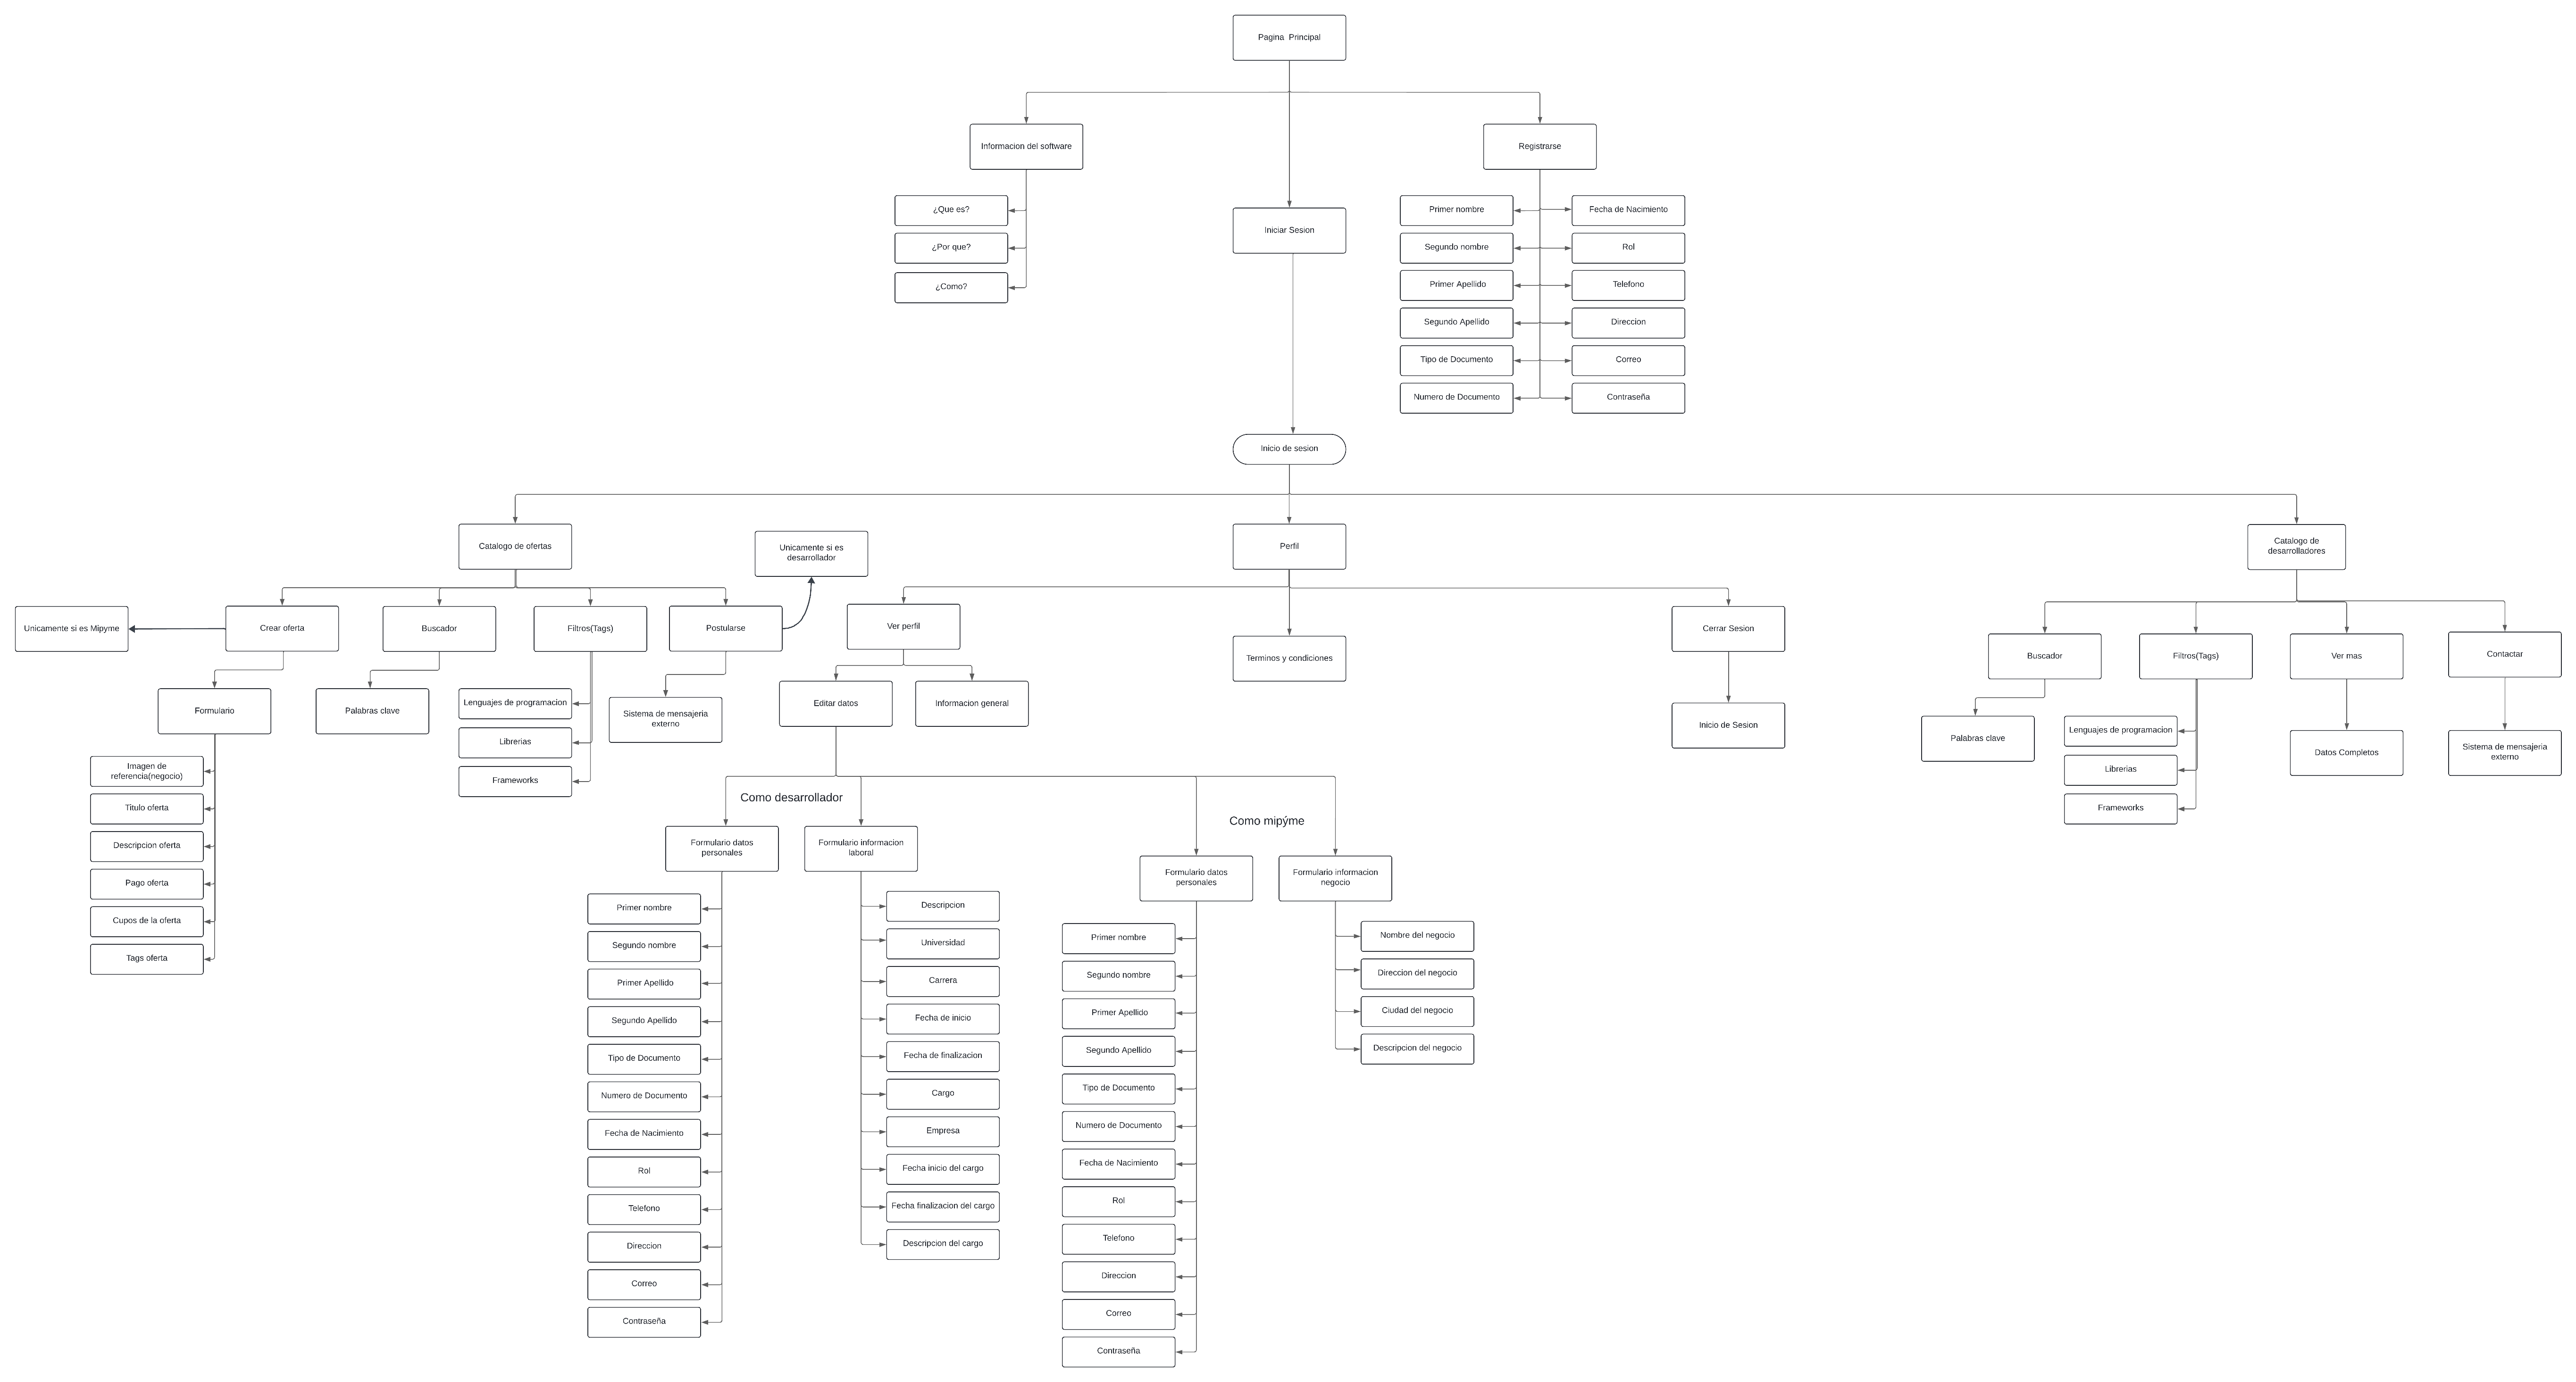 Pagina  Principal
Informacion del software
Registrarse
¿Que es?
¿Por que?
¿Como?
Iniciar Sesion
Primer nombre
Fecha de Nacimiento
Segundo nombre
Rol
Primer Apellido
Telefono
Segundo Apellido
Direccion
Tipo de Documento
Correo
Numero de Documento
Contraseña
Inicio de sesion
Catalogo de ofertas
Unicamente si es
desarrollador
Perfil
Catalogo de
desarrolladores
Unicamente si es Mipyme
Crear oferta
Buscador
Filtros(Tags)
Postularse
Ver perfil
Terminos y condiciones
Cerrar Sesion
Buscador
Filtros(Tags)
Ver mas
Contactar
Formulario
Palabras clave
Lenguajes de programacion
Librerias
Frameworks
Sistema de mensajeria
externo
Editar datos
Informacion general
Inicio de Sesion
Palabras clave
Lenguajes de programacion
Librerias
Frameworks
Datos Completos
Sistema de mensajeria
externo
Imagen de
referencia(negocio)
Titulo oferta
Descripcion oferta
Pago oferta
Cupos de la oferta
Tags oferta
Como desarrollador
Como mipýme
Formulario datos
personales
Formulario informacion
laboral
Formulario datos
personales
Formulario informacion
negocio
Primer nombre
Segundo nombre
Primer Apellido
Segundo Apellido
Tipo de Documento
Numero de Documento
Fecha de Nacimiento
Rol
Telefono
Direccion
Correo
Contraseña
Descripcion
Universidad
Carrera
Fecha de inicio
Fecha de finalizacion
Cargo
Empresa
Fecha inicio del cargo
Fecha finalizacion del cargo
Descripcion del cargo
Primer nombre
Segundo nombre
Primer Apellido
Segundo Apellido
Tipo de Documento
Numero de Documento
Fecha de Nacimiento
Rol
Telefono
Direccion
Correo
Contraseña
Nombre del negocio
Direccion del negocio
Ciudad del negocio
Descripcion del negocio